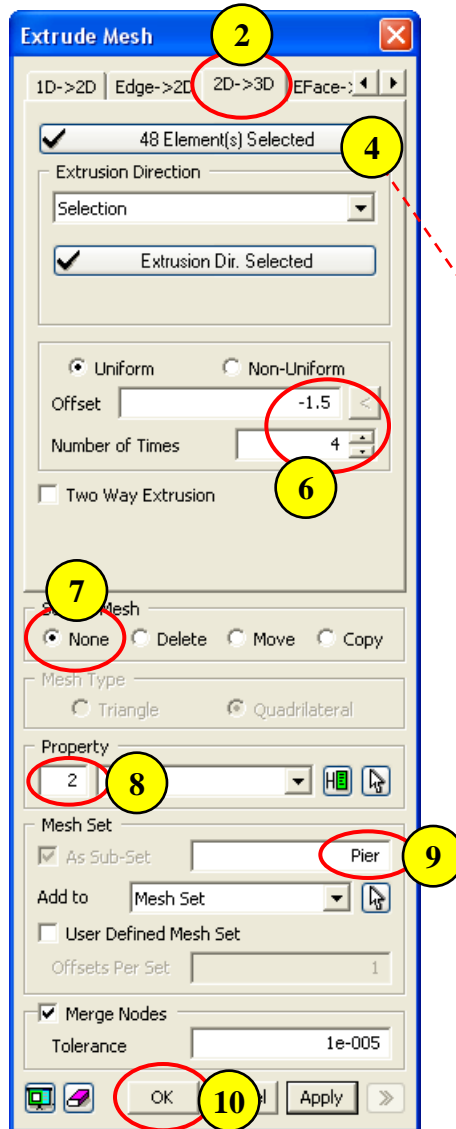 Extrude Mesh
2
1D->2D Edge->2D 2D->3D EFace->
48 Element(s) Selected
4
Extrusion Direction
Selection
Extrusion Dir. Selected
Uniform Non-Uniform
Offset -1.5 <
Number of Times 4
6
Two Way Extrusion
7
Mesh
None Delete Move Copy
Mesh Type
Triangle Quadrilateral
Property
2
8
Mesh Set
As Sub-Set Pier
9
Add to Mesh Set
User Defined Mesh Set
Offsets Per Set 1
Merge Nodes
Tolerance 1e-005
OK 10 Apply >>